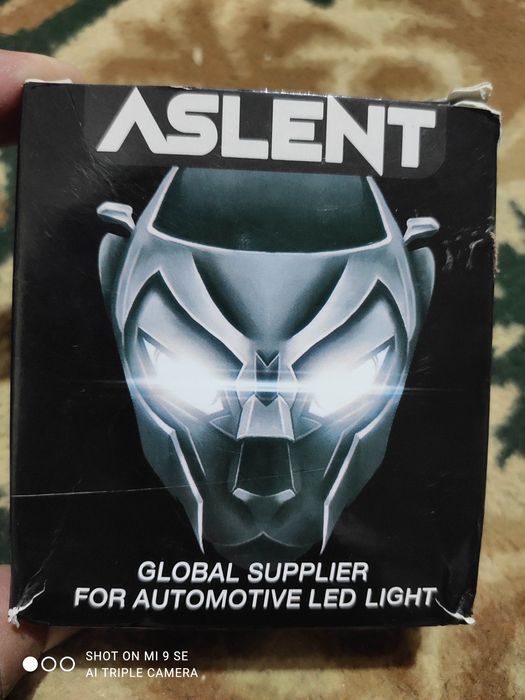 ASLENT
GLOBAL SUPPLIER
FOR AUTOMOTIVE LED LIGHT
SHOT ON MI 9 SE
AI TRIPLE CAMERA